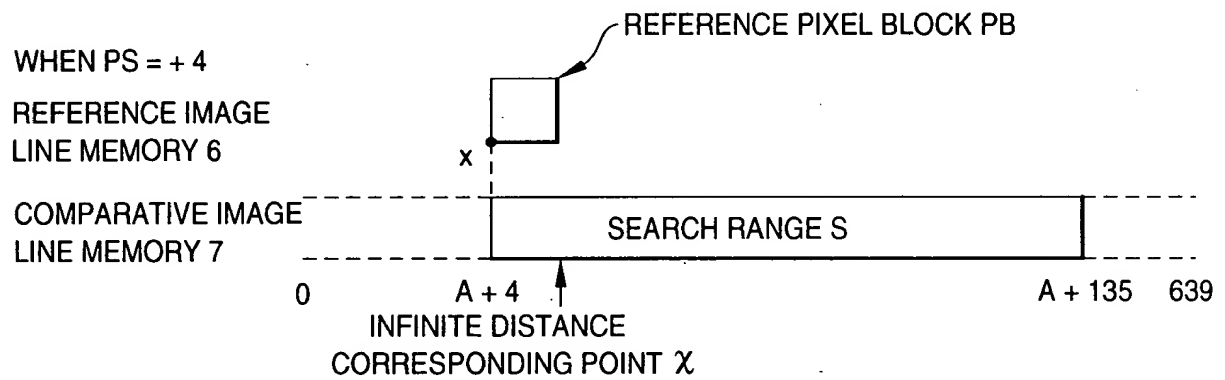 REFERENCE PIXEL BLOCK PB
WHEN PS = + 4
REFERENCE IMAGE
LINE MEMORY 6
x
COMPARATIVE IMAGE
LINE MEMORY 7
SEARCH RANGE S
0 A + 4 A + 135 639
INFINITE DISTANCE
CORRESPONDING POINT χ